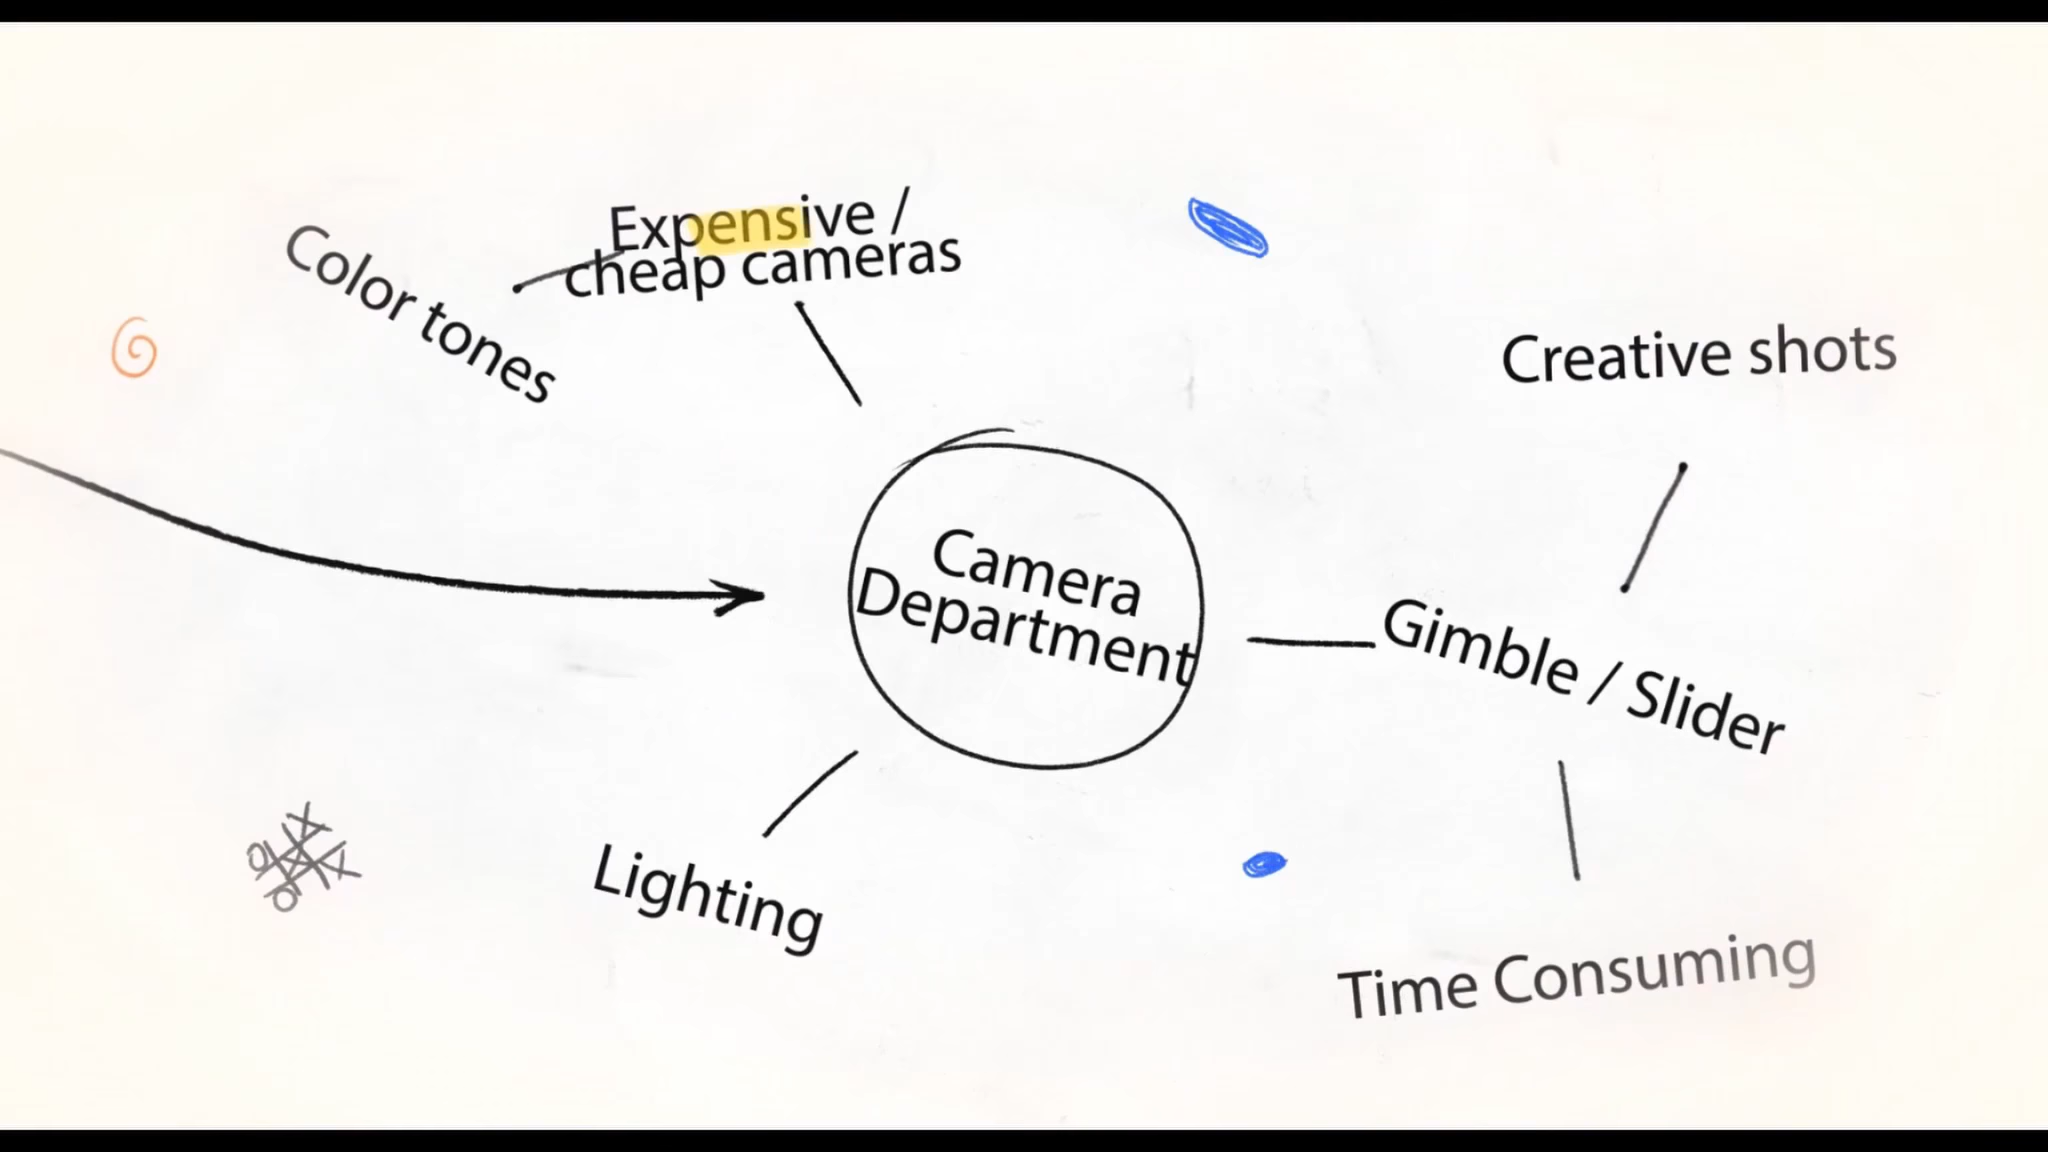 Expensive /
cheap cameras
Color tones
Creative shots
Camera
Department
Gimble / Slider
Lighting
Time Consuming